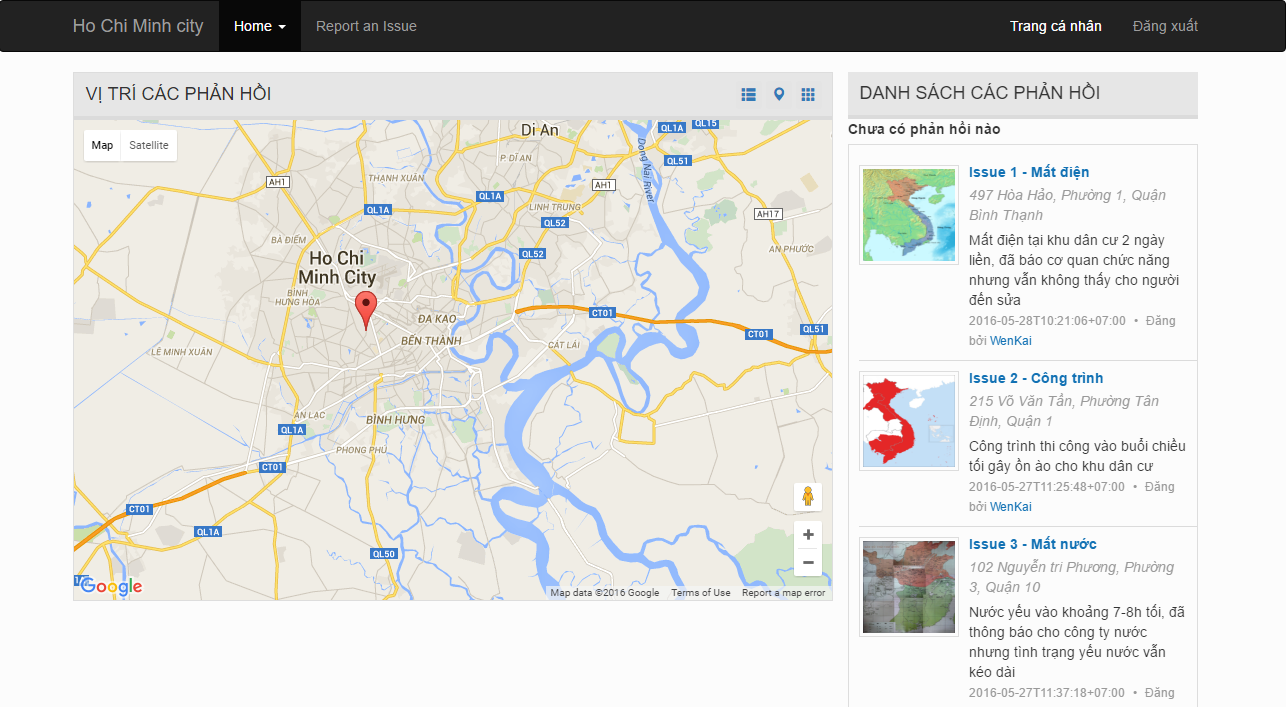 Ho Chi Minh city
Home
Report an Issue
Trang cá nhân
Đăng xuất
VỊ TRÍ CÁC PHẢN HỒI
Map
Satellite
Di An
QL1A
QL15
P. DĨ AN
Dong Nai River
QL51
THẠNH XUÂN
AH1
AH1
QL1A
QL1A
LINH TRUNG
QL52
AH17
BÀ ĐIỂM
QL52
AN PHƯỚC
Ho Chi
Minh City
BÌNH
HƯNG HÒA
ĐA KAO
CT01
BẾN THÀNH
CÁT LÁI
CT01
QL51
LÊ MINH XUÂN
AN LẠC
BÌNH HƯNG
QL1A
PHONG PHÚ
CT01
CT01
QL1A
QL50
Google
Map data ©2016 Google
Terms of Use
Report a map error
DANH SÁCH CÁC PHẢN HỒI
Chưa có phản hồi nào
Issue 1 - Mất điện
497 Hòa Hảo, Phường 1, Quận
Bình Thạnh
Mất điện tại khu dân cư 2 ngày
liền, đã báo cơ quan chức năng
nhưng vẫn không thấy cho người
đến sửa
2016-05-28T10:21:06+07:00 • Đăng
bởi WenKai
Issue 2 - Công trình
215 Võ Văn Tần, Phường Tân
Định, Quận 1
Công trình thi công vào buổi chiều
tối gây ồn ào cho khu dân cư
2016-05-27T11:25:48+07:00 • Đăng
bởi WenKai
Issue 3 - Mất nước
102 Nguyễn tri Phương, Phường
3, Quận 10
Nước yếu vào khoảng 7-8h tối, đã
thông báo cho công ty nước
nhưng tình trạng yếu nước vẫn
kéo dài
2016-05-27T11:37:18+07:00 • Đăng